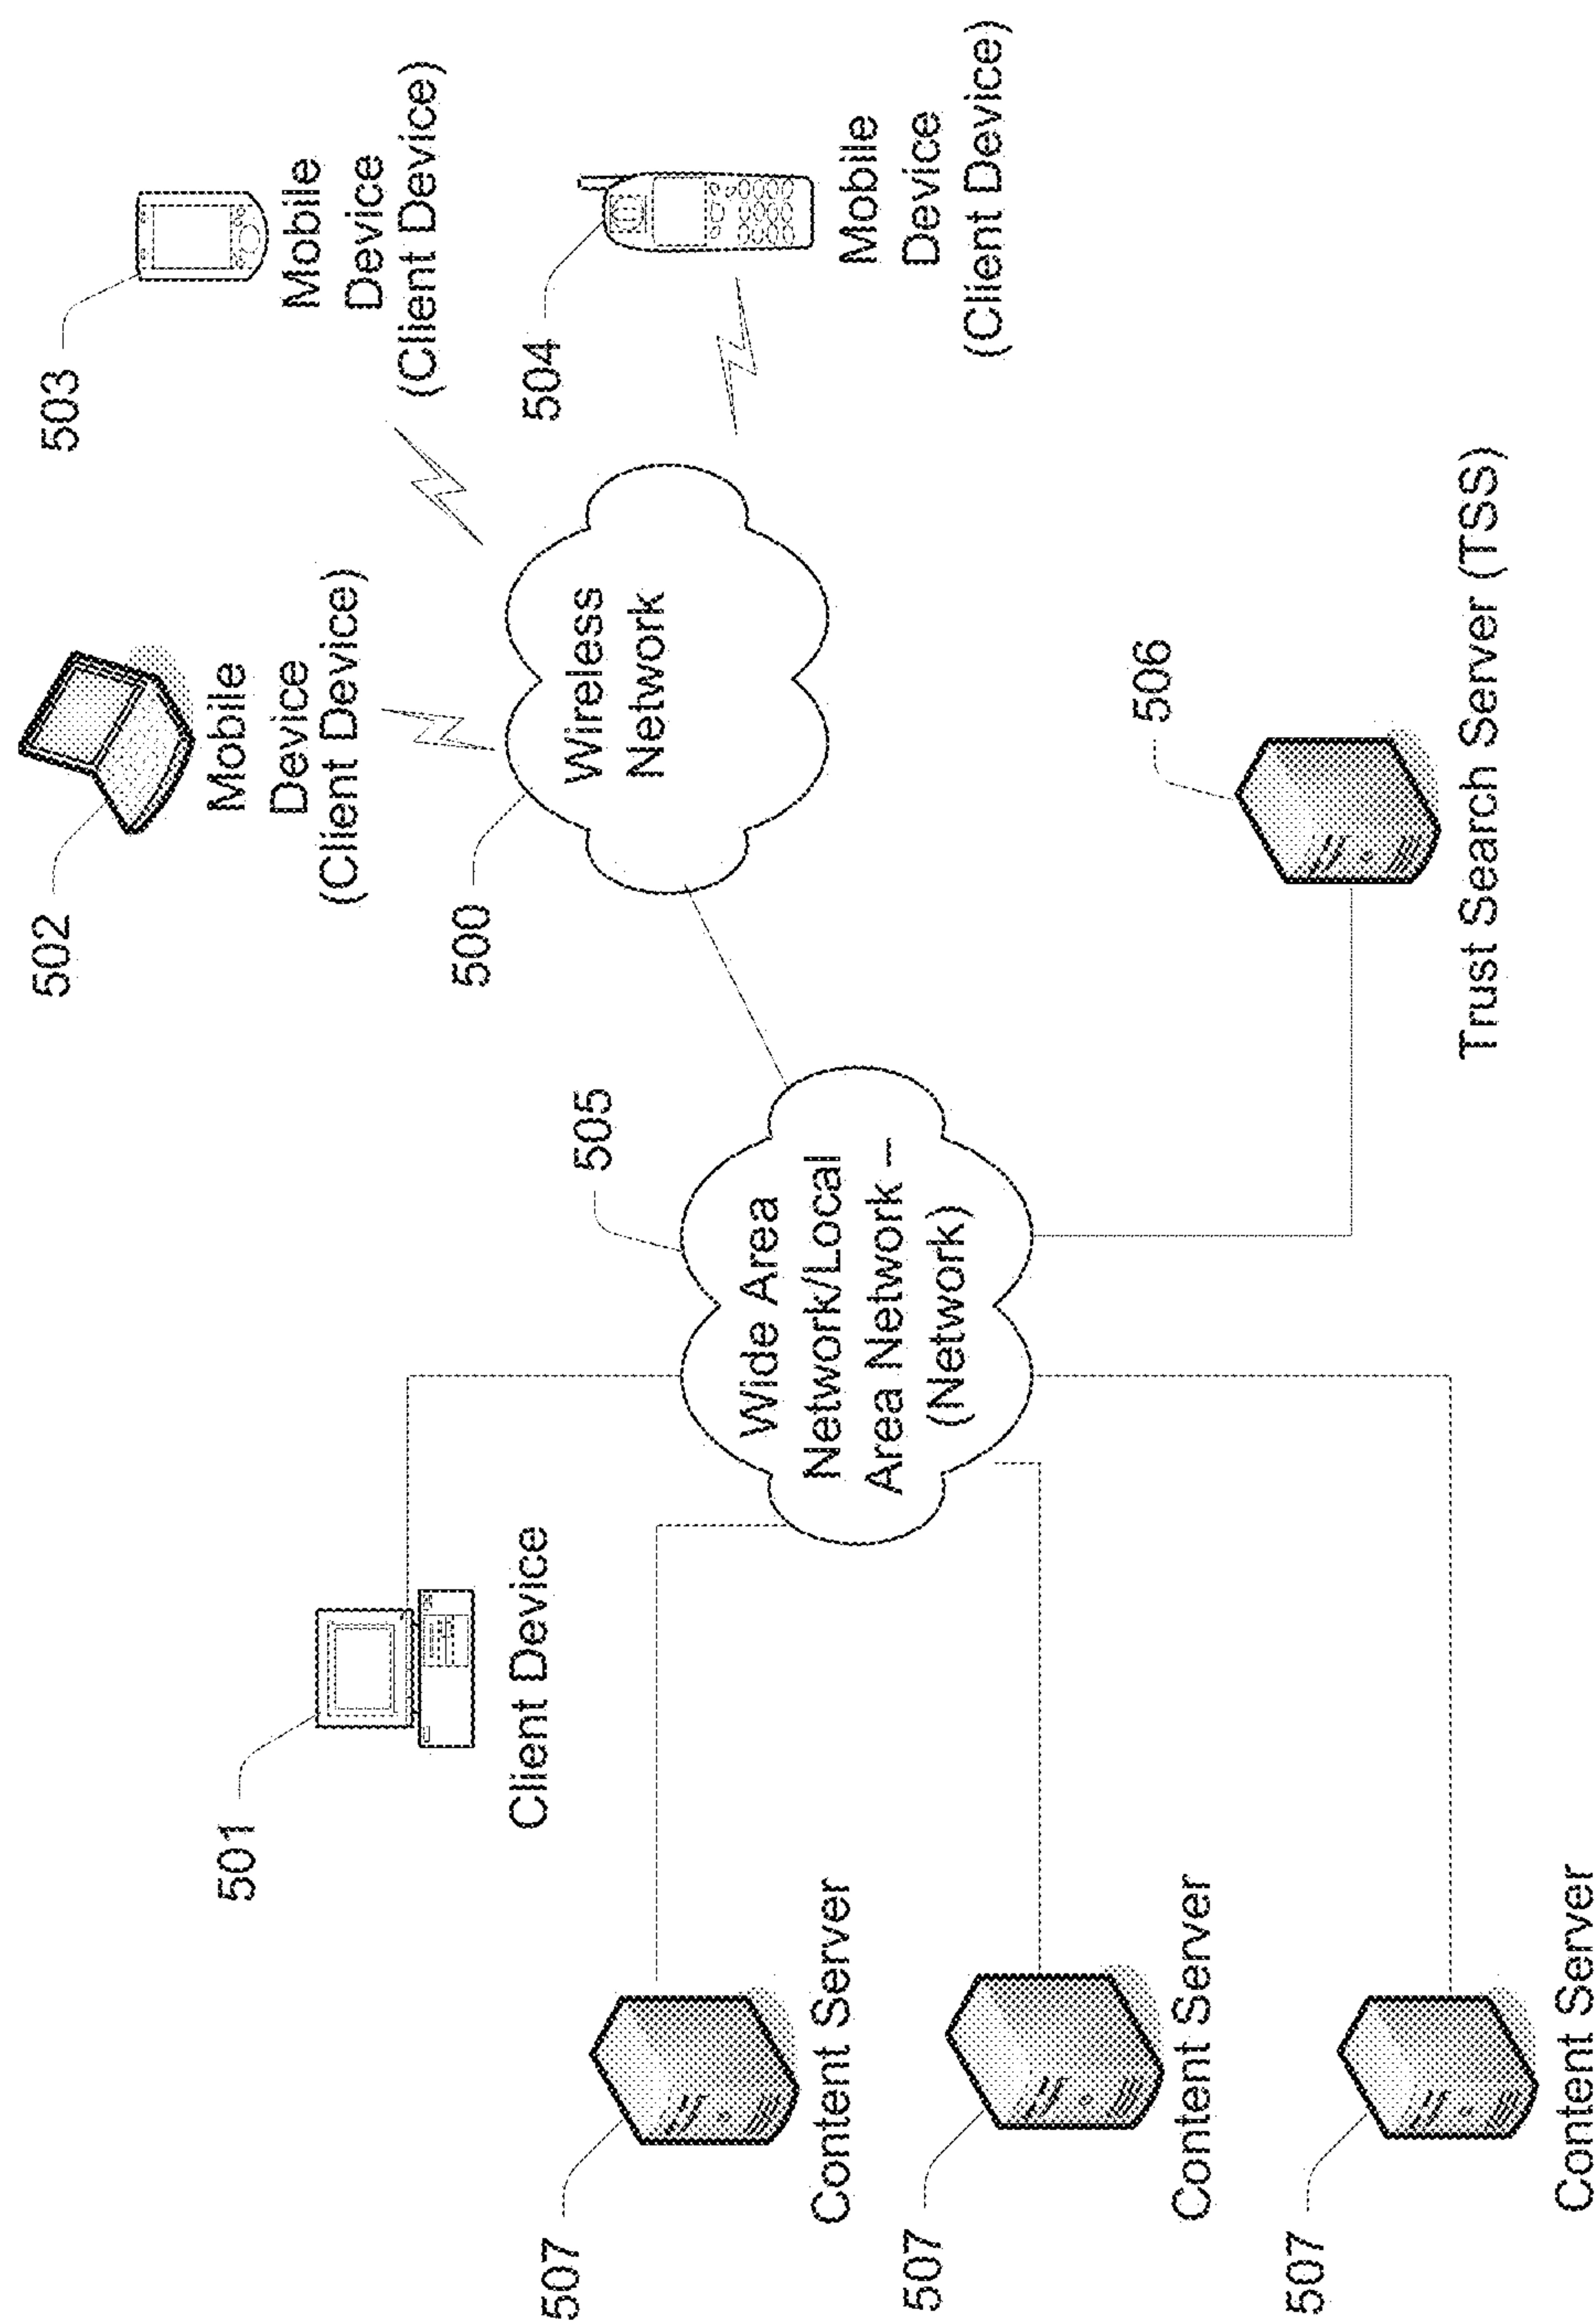 502
Mobile
Device
(Client Device)
503
Mobile
Device
(Client Device)
501
Client Device
500
Wireless
Network
504
Mobile
Device
(Client Device)
505
Wide Area
Network/Local
Area Network –
(Network)
507
Content Server
507
Content Server
506
Trust Search Server (TSS)
507
Content Server